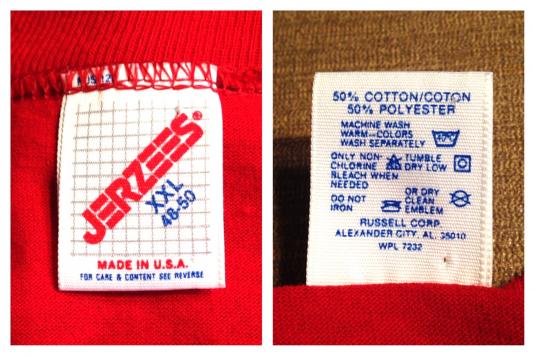 JERZEES®
XXL
48-50
MADE IN U.S.A.
FOR CARE & CONTENT SEE REVERSE
50% COTTON/COTON
50% POLYESTER
MACHINE WASH
WARM-COLORS
WASH SEPARATELY
ONLY NON-
CHLORINE
BLEACH WHEN
NEEDED
TUMBLE
DRY LOW
DO NOT
IRON
OR DRY
CLEAN
EMBLEM
RUSSELL CORP.
ALEXANDER CITY, AL. 35010
WPL 7232